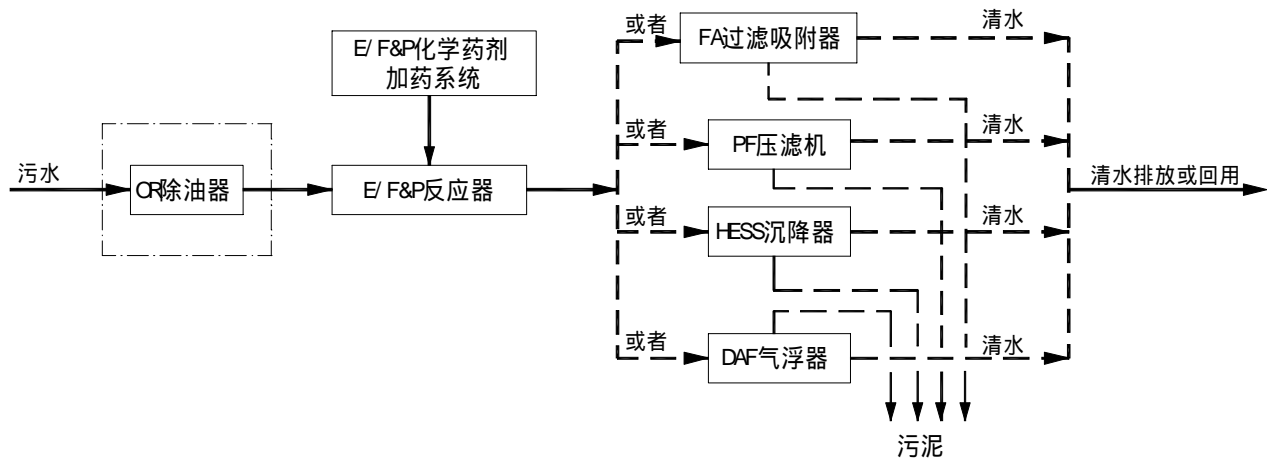 E/F&P化学药剂
加药系统
污水
OR除油器
E/F&P反应器
或者
FA过滤吸附器
清水
或者
PF压滤机
清水
或者
HESS沉降器
清水
或者
DAF气浮器
清水
清水排放或回用
污泥